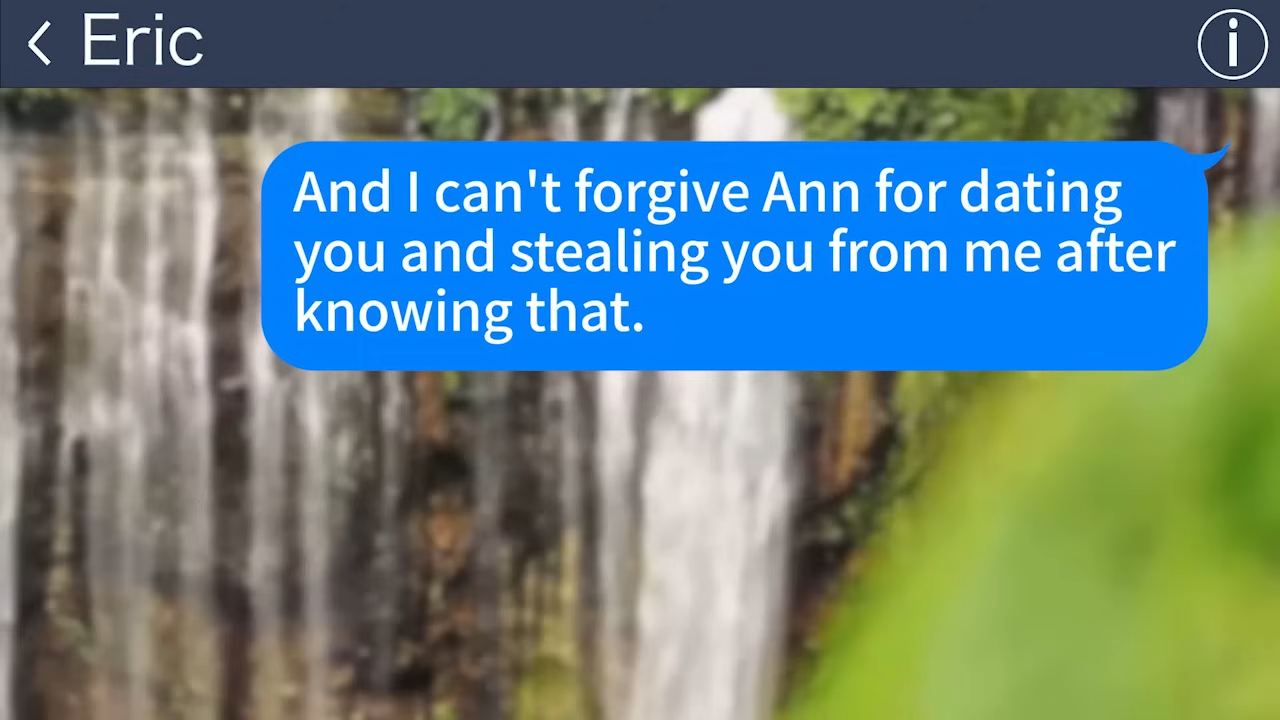 Eric
And I can't forgive Ann for dating
you and stealing you from me after
knowing that.